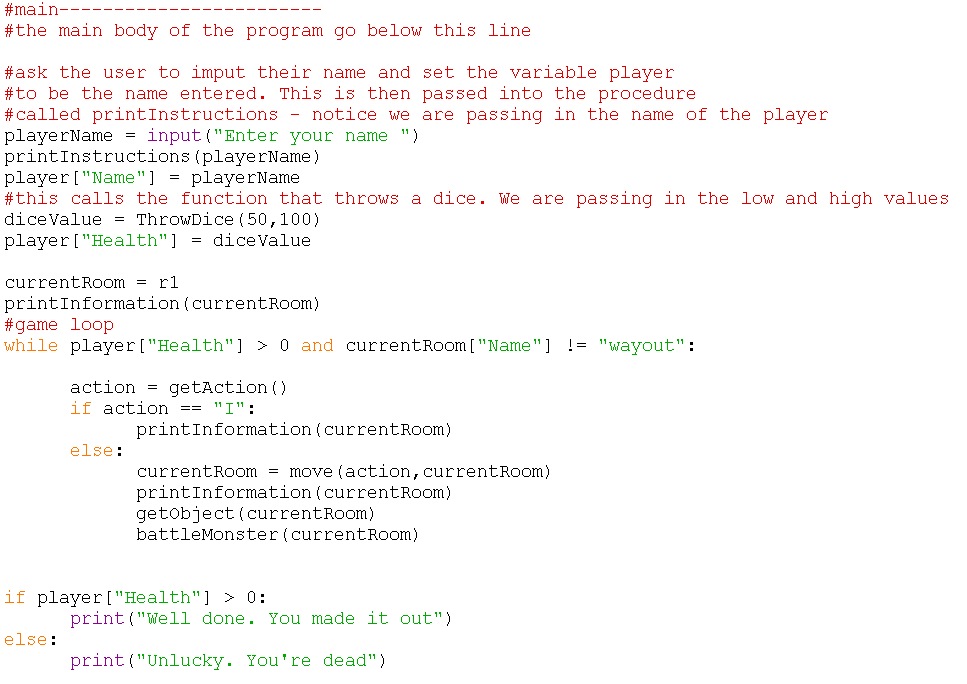 #main------------------------
#the main body of the program go below this line
#ask the user to imput their name and set the variable player
#to be the name entered. This is then passed into the procedure
#called printInstructions - notice we are passing in the name of the player
playerName = input("Enter your name ")
printInstructions(playerName)
player["Name"] = playerName
#this calls the function that throws a dice. We are passing in the low and high values
diceValue = ThrowDice(50,100)
player["Health"] = diceValue
currentRoom = r1
printInformation(currentRoom)
#game loop
while player["Health"] > 0 and currentRoom["Name"] != "wayout":
action = getAction()
if action == "I":
printInformation(currentRoom)
else:
currentRoom = move(action,currentRoom)
printInformation(currentRoom)
getObject(currentRoom)
battleMonster(currentRoom)
if player["Health"] > 0:
print("Well done. You made it out")
else:
print("Unlucky. You're dead")